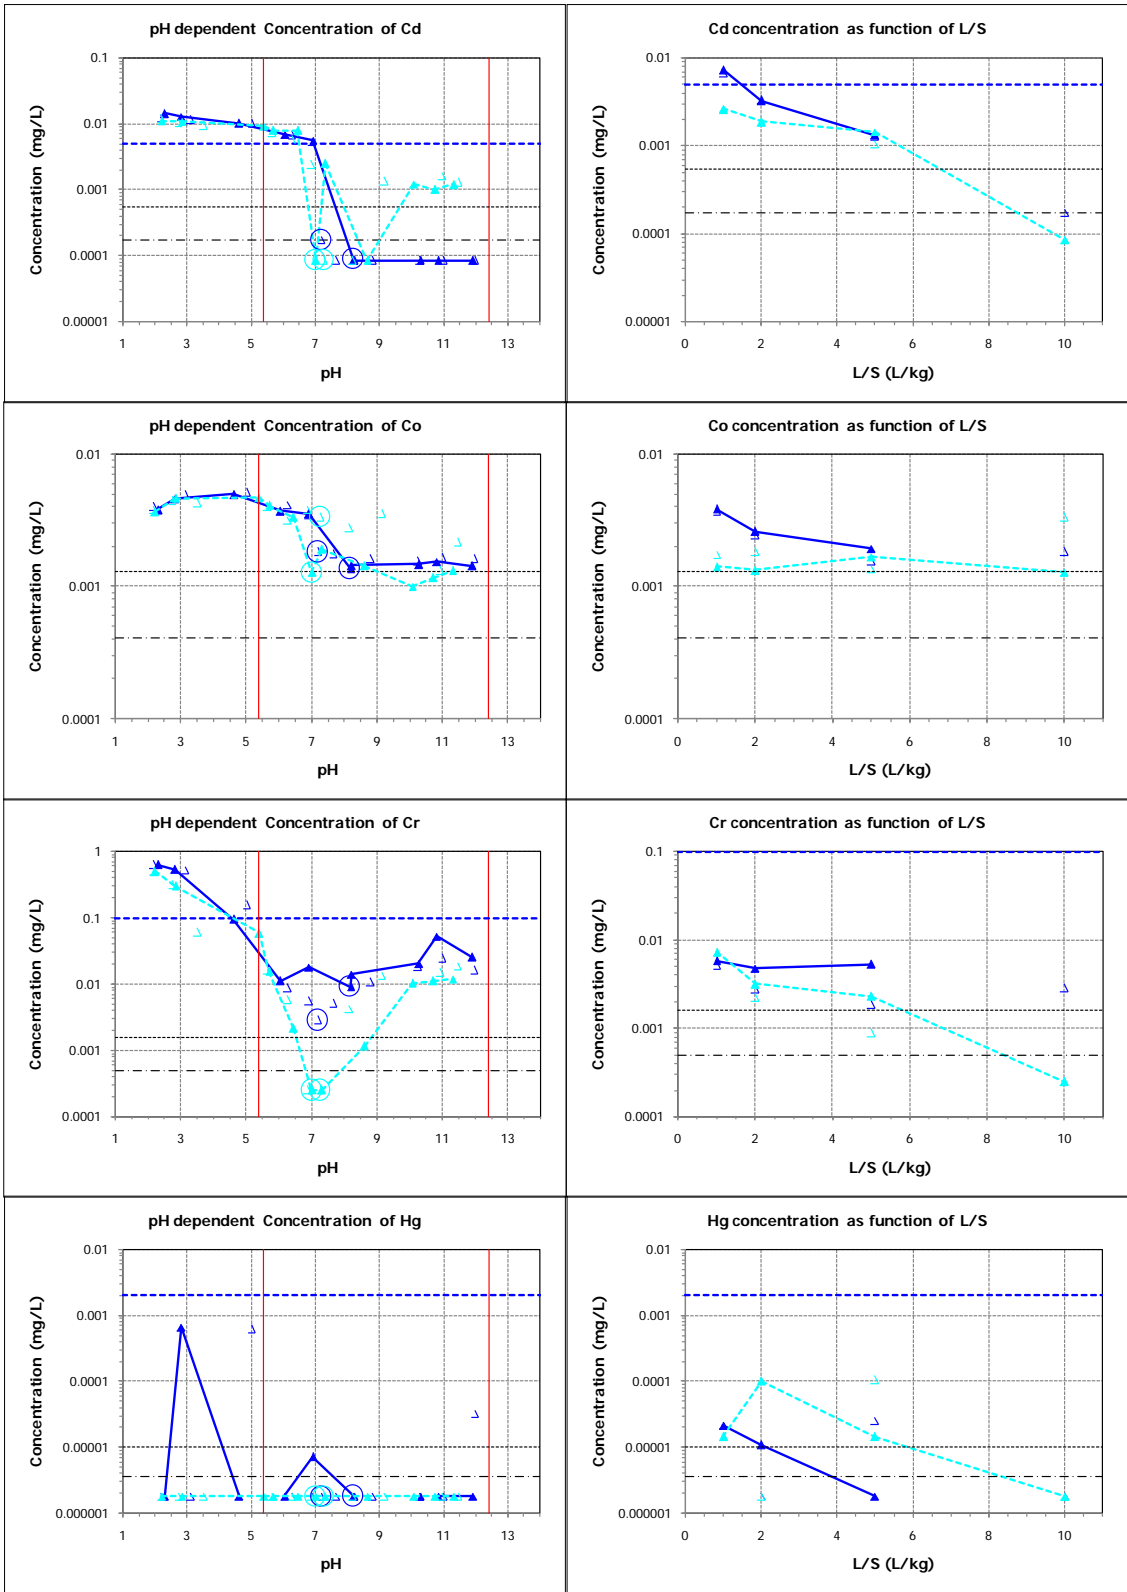 pH dependent Concentration of Cd
0.1
0.01
0.001
0.0001
0.00001
Concentration (mg/L)
1 3 5 7 9 11 13
pH
Cd concentration as function of L/S
0.01
0.001
0.0001
0.00001
Concentration (mg/L)
0 2 4 6 8 10
L/S (L/kg)
pH dependent Concentration of Co
0.01
0.001
0.0001
Concentration (mg/L)
1 3 5 7 9 11 13
pH
Co concentration as function of L/S
0.01
0.001
0.0001
Concentration (mg/L)
0 2 4 6 8 10
L/S (L/kg)
pH dependent Concentration of Cr
1
0.1
0.01
0.001
0.0001
Concentration (mg/L)
1 3 5 7 9 11 13
pH
Cr concentration as function of L/S
0.1
0.01
0.001
0.0001
Concentration (mg/L)
0 2 4 6 8 10
L/S (L/kg)
pH dependent Concentration of Hg
0.01
0.001
0.0001
0.00001
0.000001
Concentration (mg/L)
1 3 5 7 9 11 13
pH
Hg concentration as function of L/S
0.01
0.001
0.0001
0.00001
0.000001
Concentration (mg/L)
0 2 4 6 8 10
L/S (L/kg)